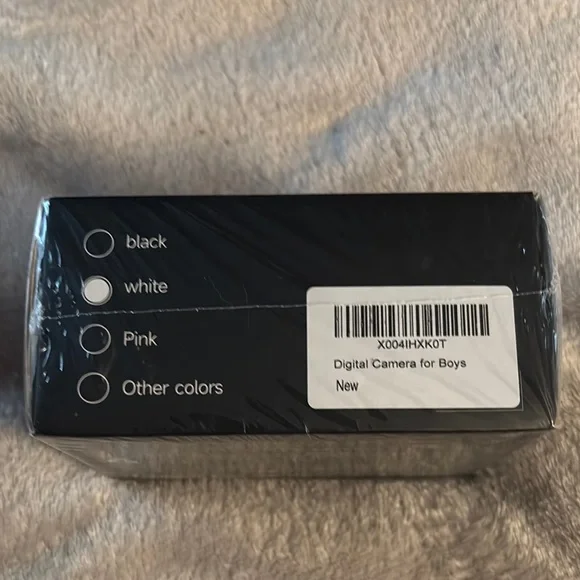 black
white
Pink
Other colors
X004IHXK0T
Digital Camera for Boys
New